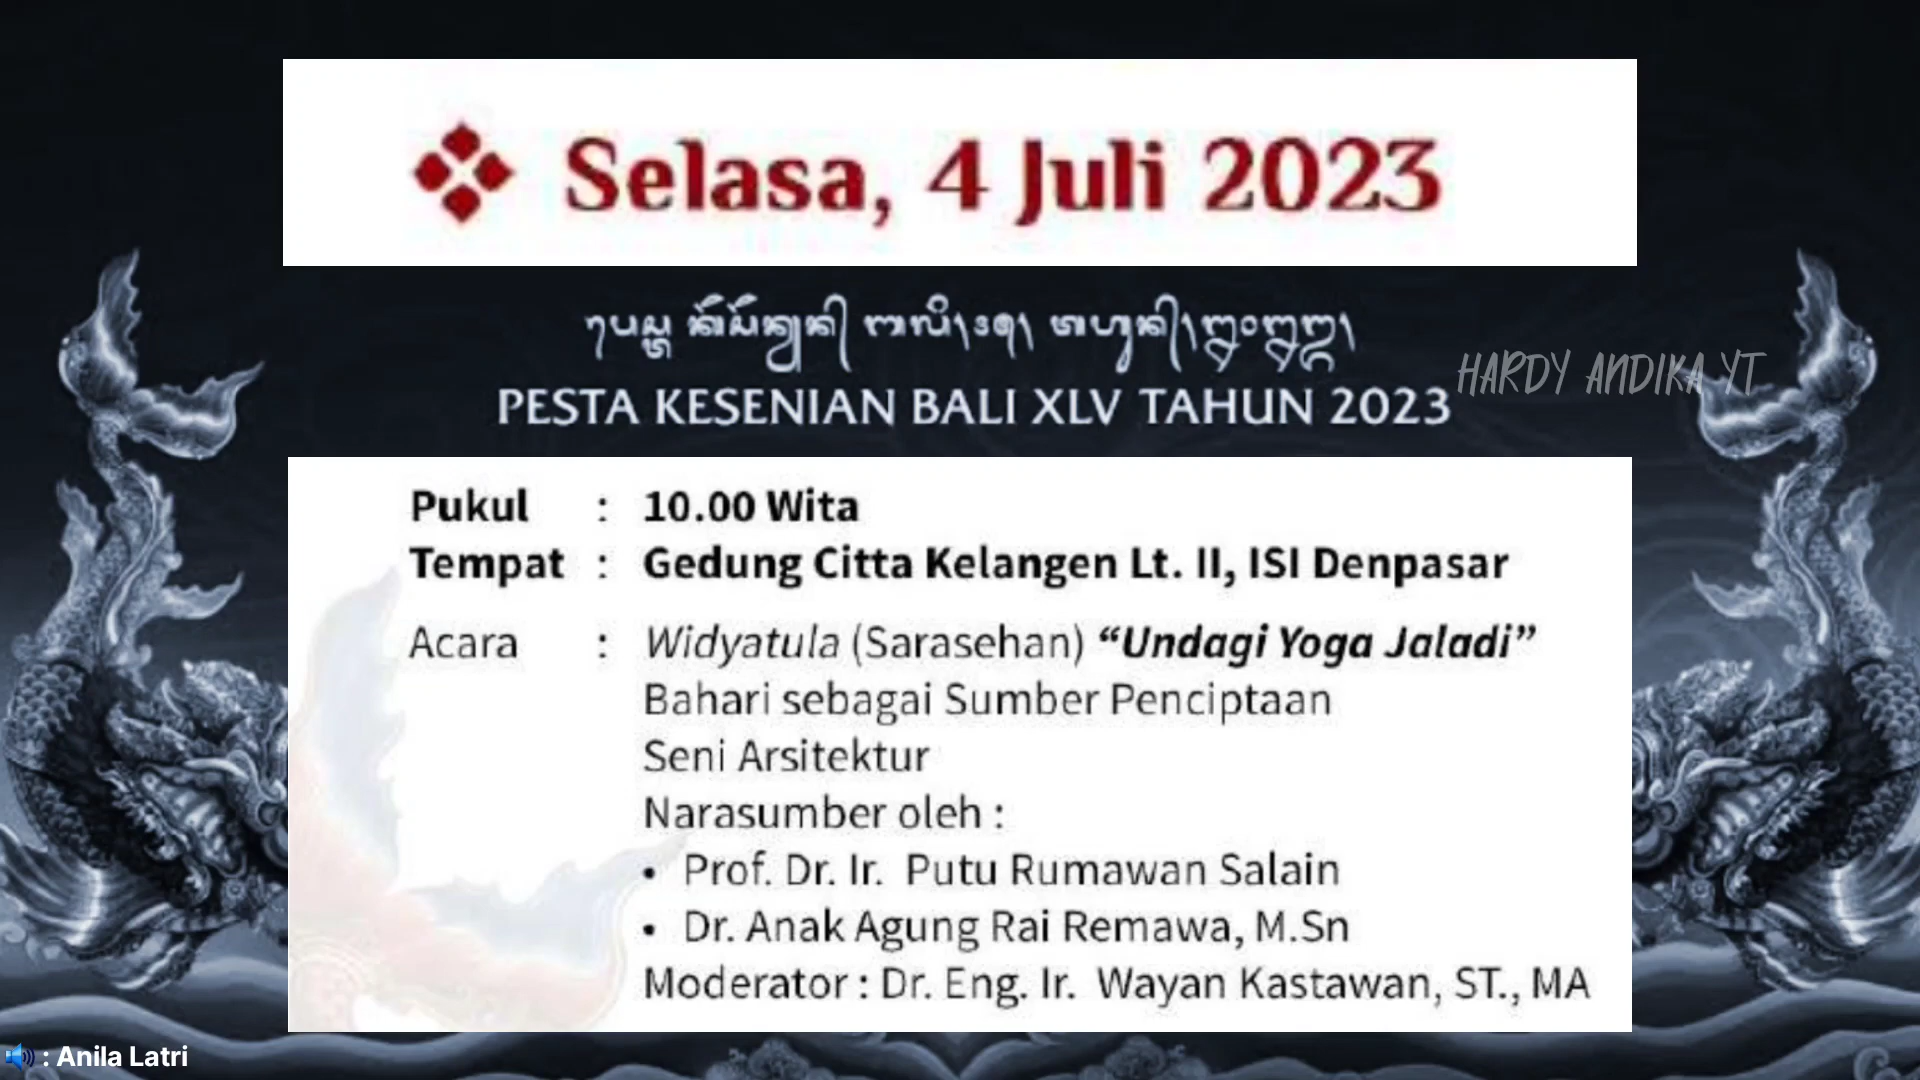 Selasa, 4 Juli 2023
PESTA KESENIAN BALI XLV TAHUN 2023
HARDY ANDIKA YT
Pukul : 10.00 Wita
Tempat : Gedung Citta Kelangen Lt. II, ISI Denpasar
Acara : Widyatula (Sarasehan) “Undagi Yoga Jaladi”
Bahari sebagai Sumber Penciptaan
Seni Arsitektur
Narasumber oleh :
• Prof. Dr. Ir. Putu Rumawan Salain
• Dr. Anak Agung Rai Remawa, M.Sn
Moderator : Dr. Eng. Ir. Wayan Kastawan, ST., MA
: Anila Latri